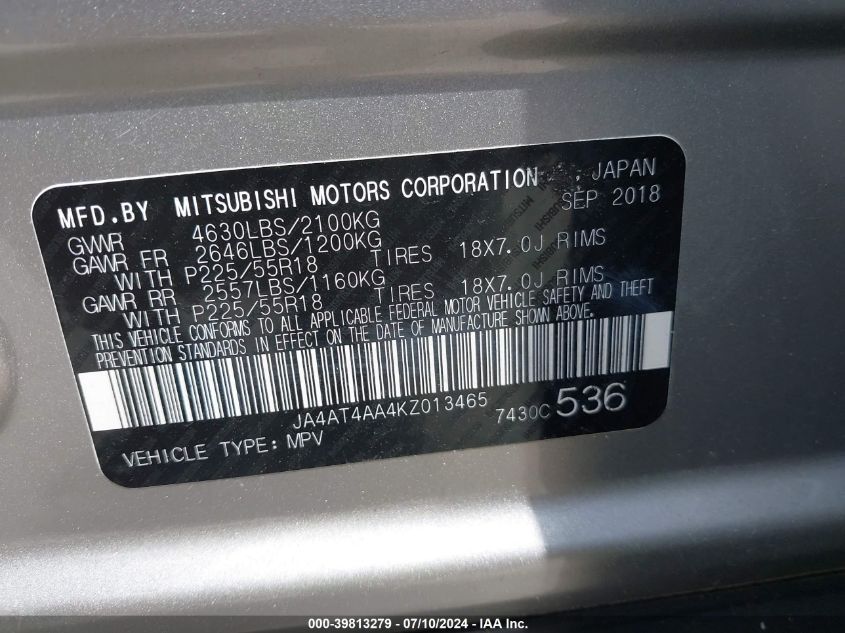 MFD.BY MITSUBISHI MOTORS CORPORATION , JAPAN
SEP 2018
GVWR 4630LBS/2100KG
GAWR FR 2646LBS/1200KG
WITH P225/55R18 TIRES 18X7.0J RIMS
GAWR RR 2557LBS/1160KG
WITH P225/55R18 TIRES 18X7.0J RIMS
THIS VEHICLE CONFORMS TO ALL APPLICABLE FEDERAL MOTOR VEHICLE SAFETY AND THEFT
PREVENTION STANDARDS IN EFFECT ON THE DATE OF MANUFACTURE SHOWN ABOVE.
JA4AT4AA4KZ013465
7430C 536
VEHICLE TYPE: MPV
000-39813279 - 07/10/2024 - IAA Inc.